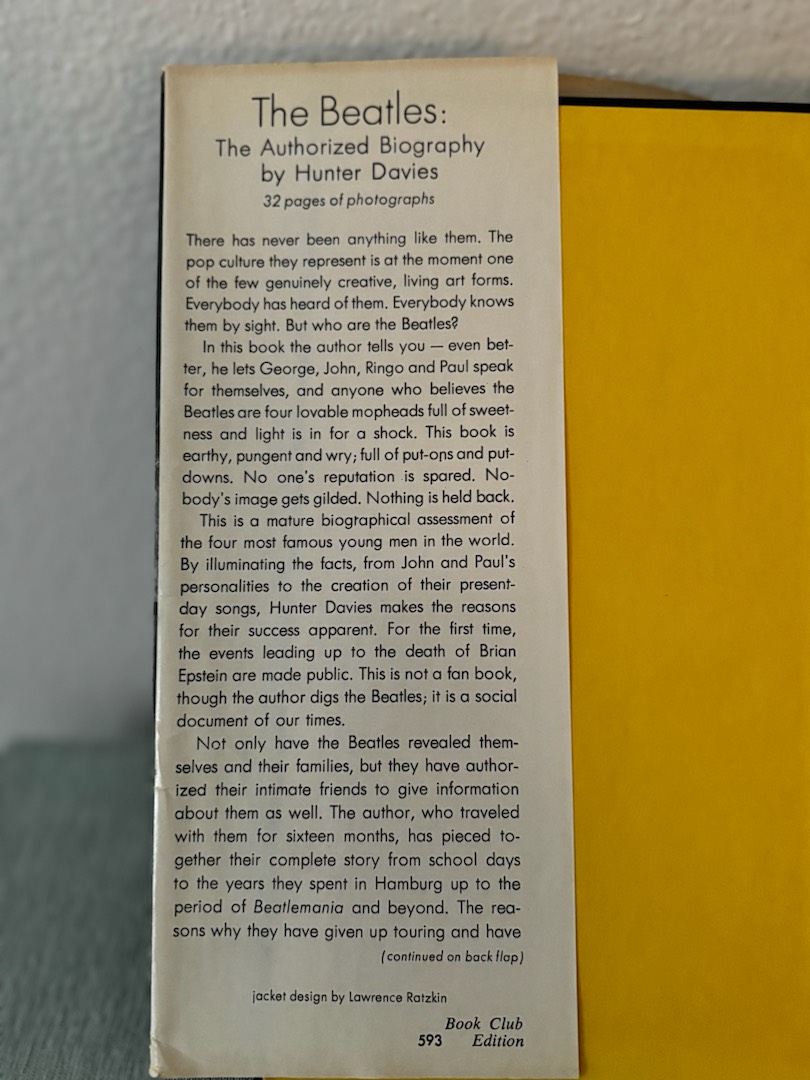 The Beatles:
The Authorized Biography
by Hunter Davies
32 pages of photographs
There has never been anything like them. The
pop culture they represent is at the moment one
of the few genuinely creative, living art forms.
Everybody has heard of them. Everybody knows
them by sight. But who are the Beatles?
In this book the author tells you — even bet-
ter, he lets George, John, Ringo and Paul speak
for themselves, and anyone who believes the
Beatles are four lovable mopheads full of sweet-
ness and light is in for a shock. This book is
earthy, pungent and wry; full of put-ons and put-
downs. No one's reputation is spared. No-
body's image gets gilded. Nothing is held back.
This is a mature biographical assessment of
the four most famous young men in the world.
By illuminating the facts, from John and Paul's
personalities to the creation of their present-
day songs, Hunter Davies makes the reasons
for their success apparent. For the first time,
the events leading up to the death of Brian
Epstein are made public. This is not a fan book,
though the author digs the Beatles; it is a social
document of our times.
Not only have the Beatles revealed them-
selves and their families, but they have author-
ized their intimate friends to give information
about them as well. The author, who traveled
with them for sixteen months, has pieced to-
gether their complete story from school days
to the years they spent in Hamburg up to the
period of Beatlemania and beyond. The rea-
sons why they have given up touring and have
(continued on back flap)
jacket design by Lawrence Ratzkin
Book Club
593 Edition